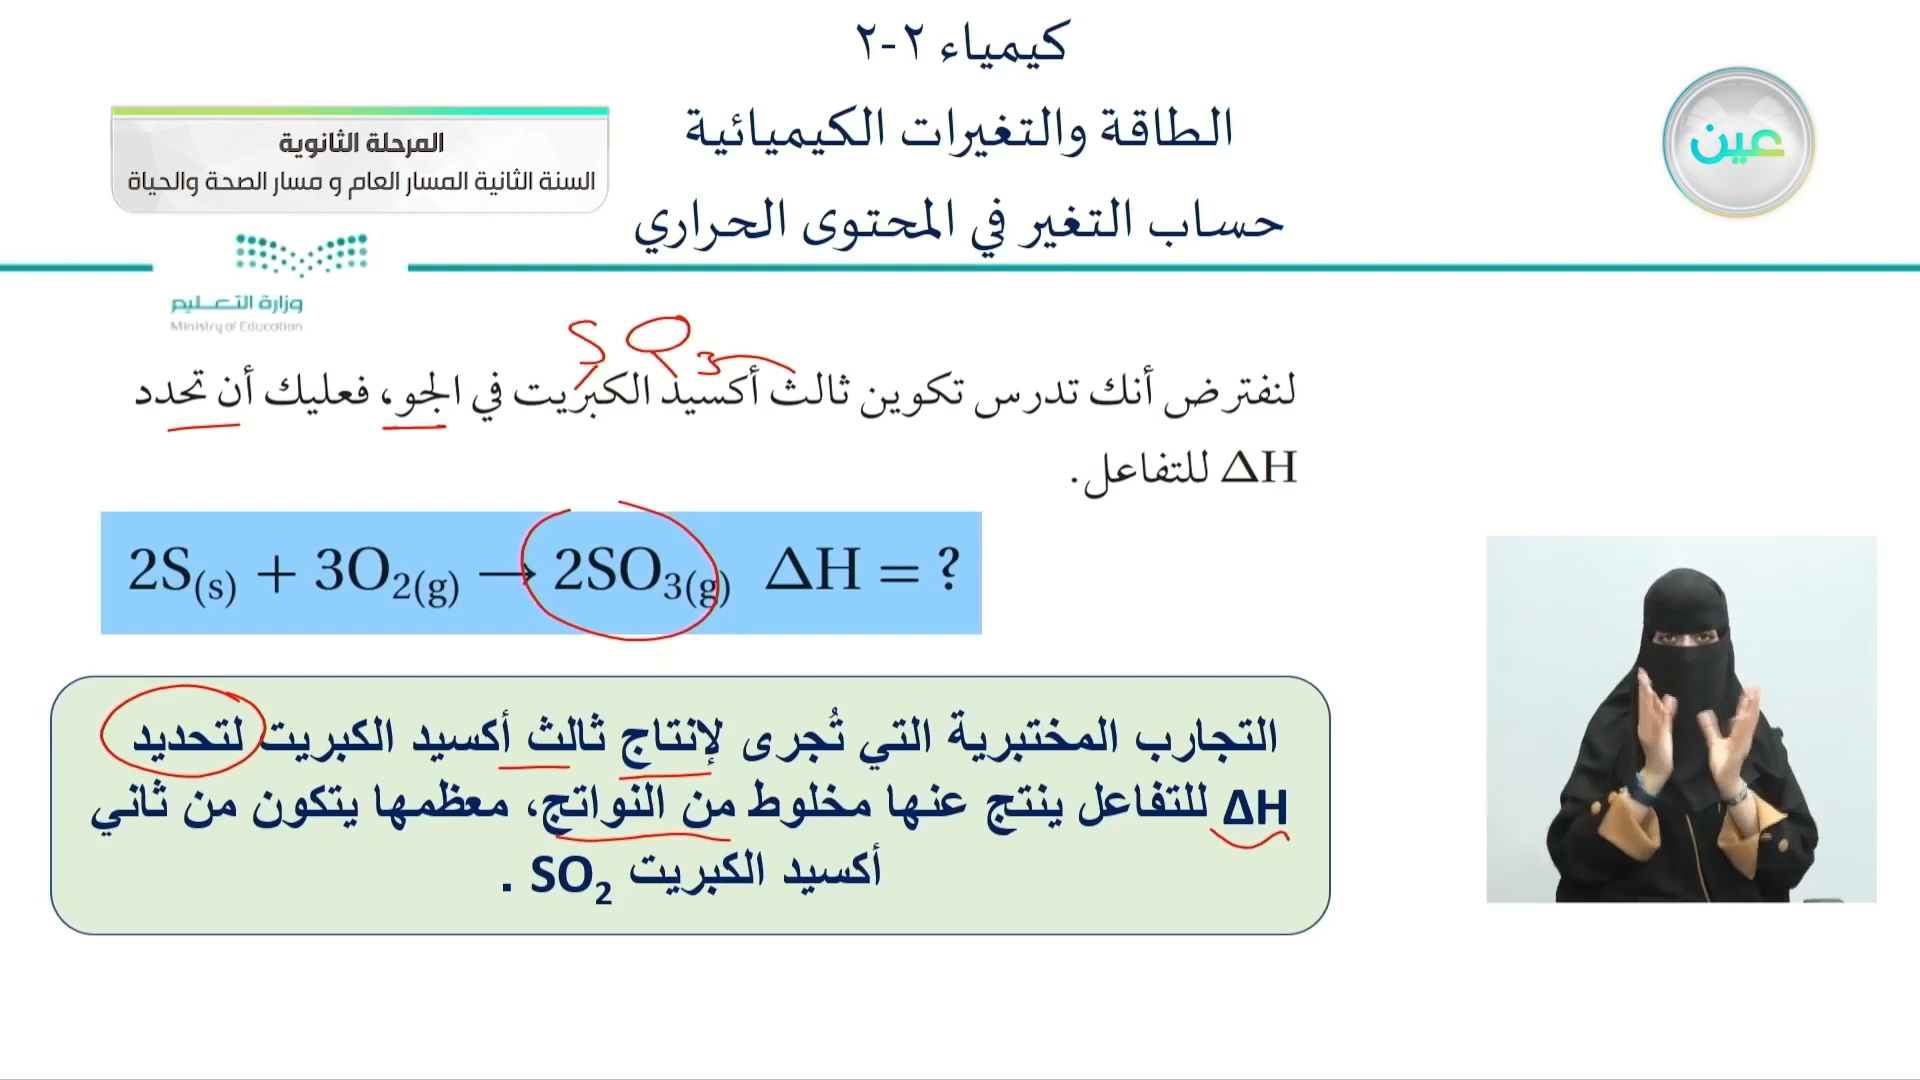 كيمياء ٢-٢
الطاقة والتغيرات الكيميائية
حساب التغير في المحتوى الحراري
عين
المرحلة الثانوية
السنة الثانية المسار العام و مسار الصحة والحياة
وزارة التعليم
Ministry of Education
SO3
لنفترض أنك تدرس تكوين ثالث أكسيد الكبريت في الجو، فعليك أن تحدد
ΔH للتفاعل.
2S(s) + 3O2(g) → 2SO3(g) ΔH = ?
التجارب المختبرية التي تُجرى لإنتاج ثالث أكسيد الكبريت لتحديد
ΔH للتفاعل ينتج عنها مخلوط من النواتج، معظمها يتكون من ثاني
أكسيد الكبريت SO₂ .